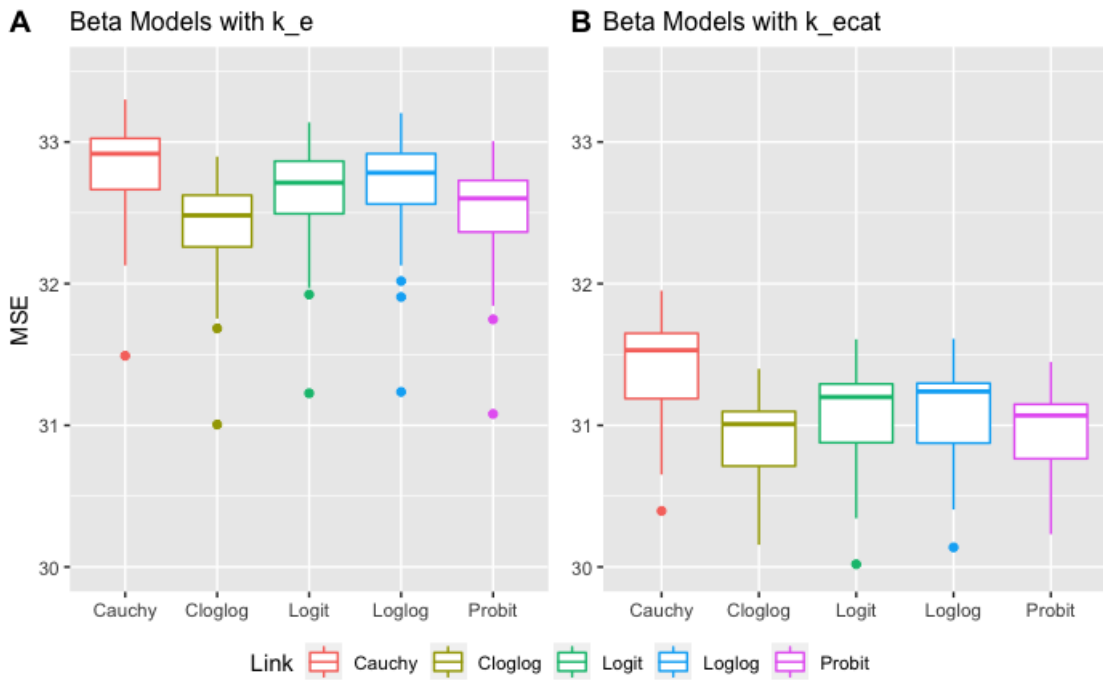 A Beta Models with k_e
B Beta Models with k_ecat
MSE
33
32
31
30
33
32
31
30
Cauchy Cloglog Logit Loglog Probit
Cauchy Cloglog Logit Loglog Probit
Link Cauchy Cloglog Logit Loglog Probit